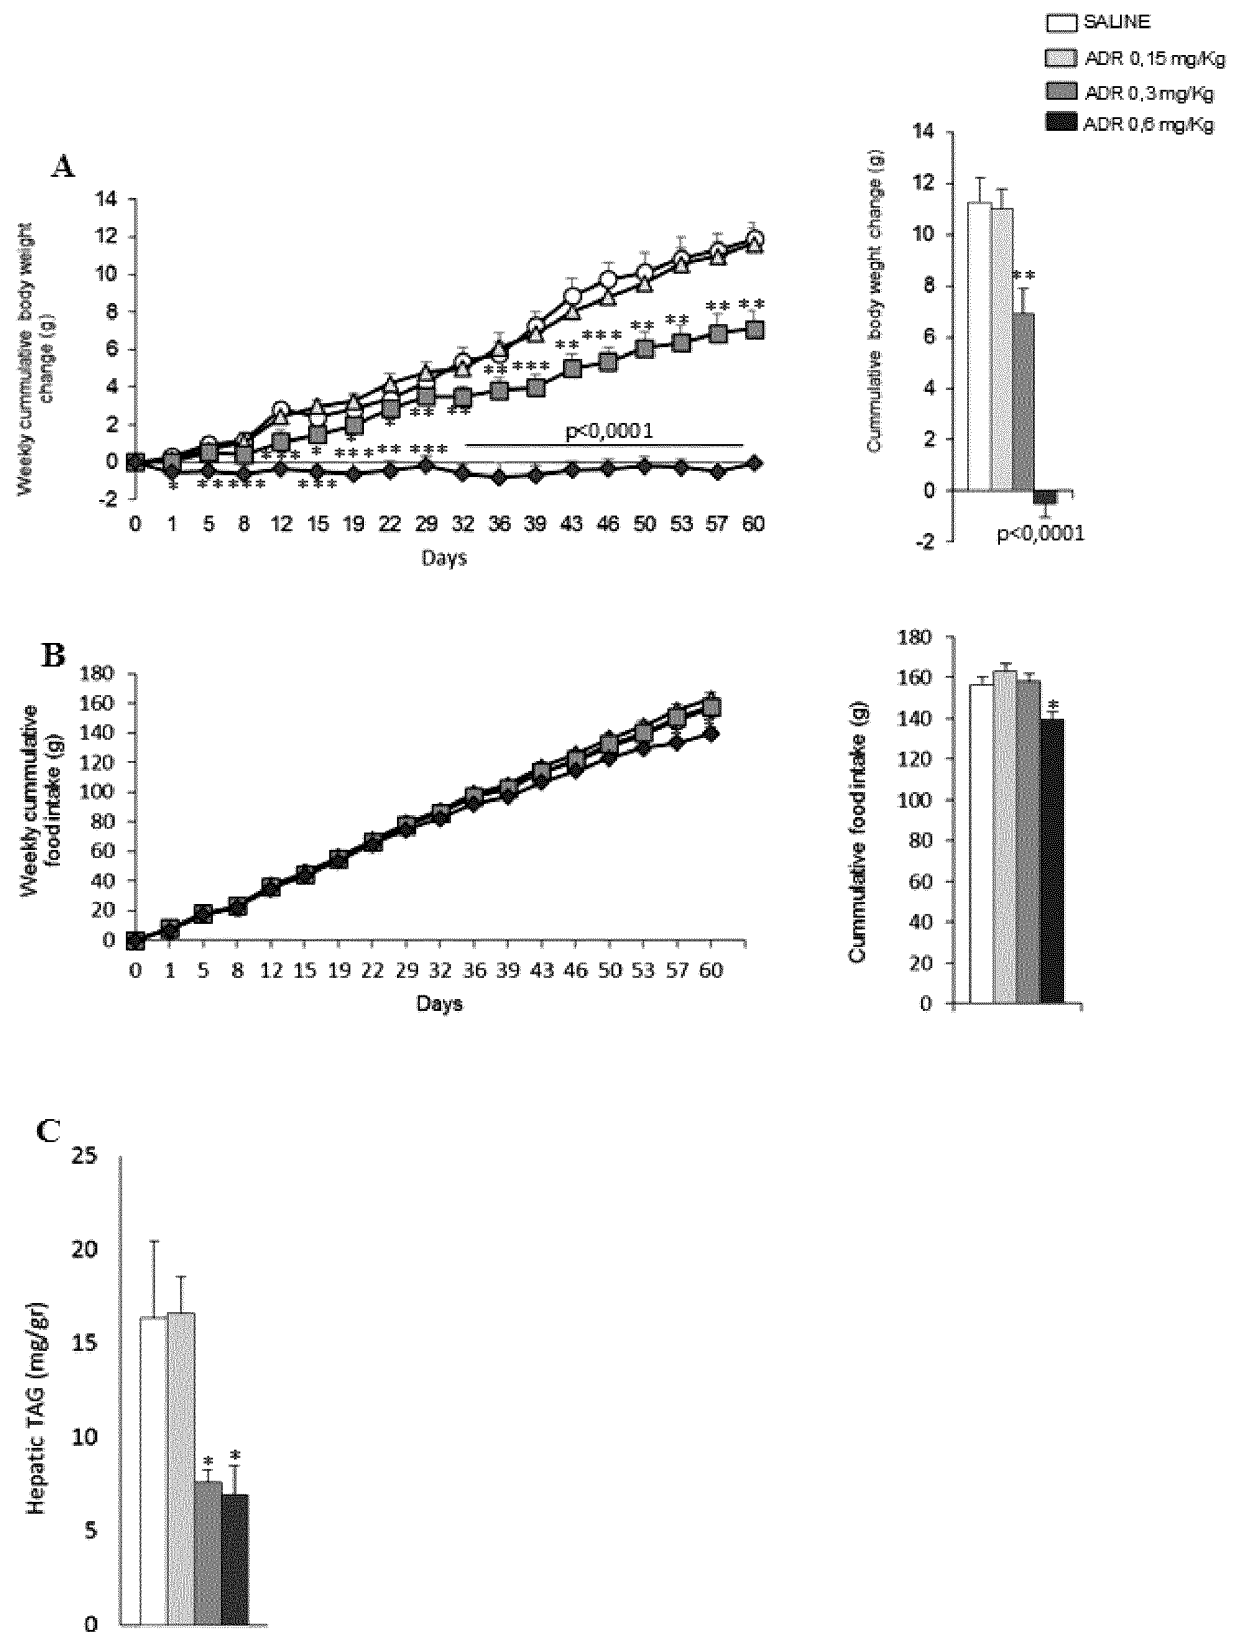 SALINE
ADR 0,15 mg/Kg
ADR 0,3 mg/Kg
ADR 0,6 mg/Kg
A
Weekly cummulative body weight
change (g)
14
12
10
8
6
4
2
0
-2
** ** ** ** *** ** ** ** **
** *** * * ** **
p<0,0001
*** * *** ** ***
* ** *** ***
0 1 5 8 12 15 19 22 29 32 36 39 43 46 50 53 57 60
Days
Cummulative body weght change (g)
14
12
10
8
6
4
2
0
-2
**
p<0,0001
B
Weekly cummulative
food intake (g)
180
160
140
120
100
80
60
40
20
0
* *
0 1 5 8 12 15 19 22 29 32 36 39 43 46 50 53 57 60
Days
Cummulative food intake (g)
180
160
140
120
100
80
60
40
20
0
*
C
Hepatic TAG (mg/gr)
25
20
15
10
5
0
* *